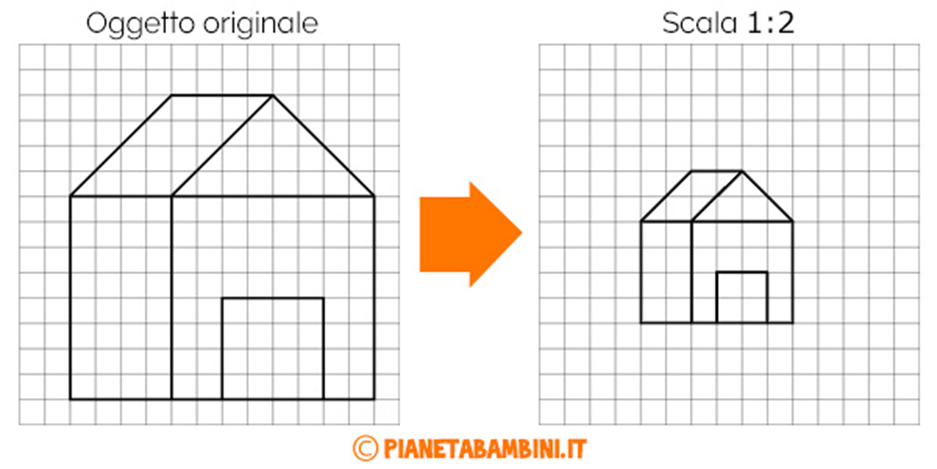 Oggetto originale
Scala 1:2
© PIANETABAMBINI.IT